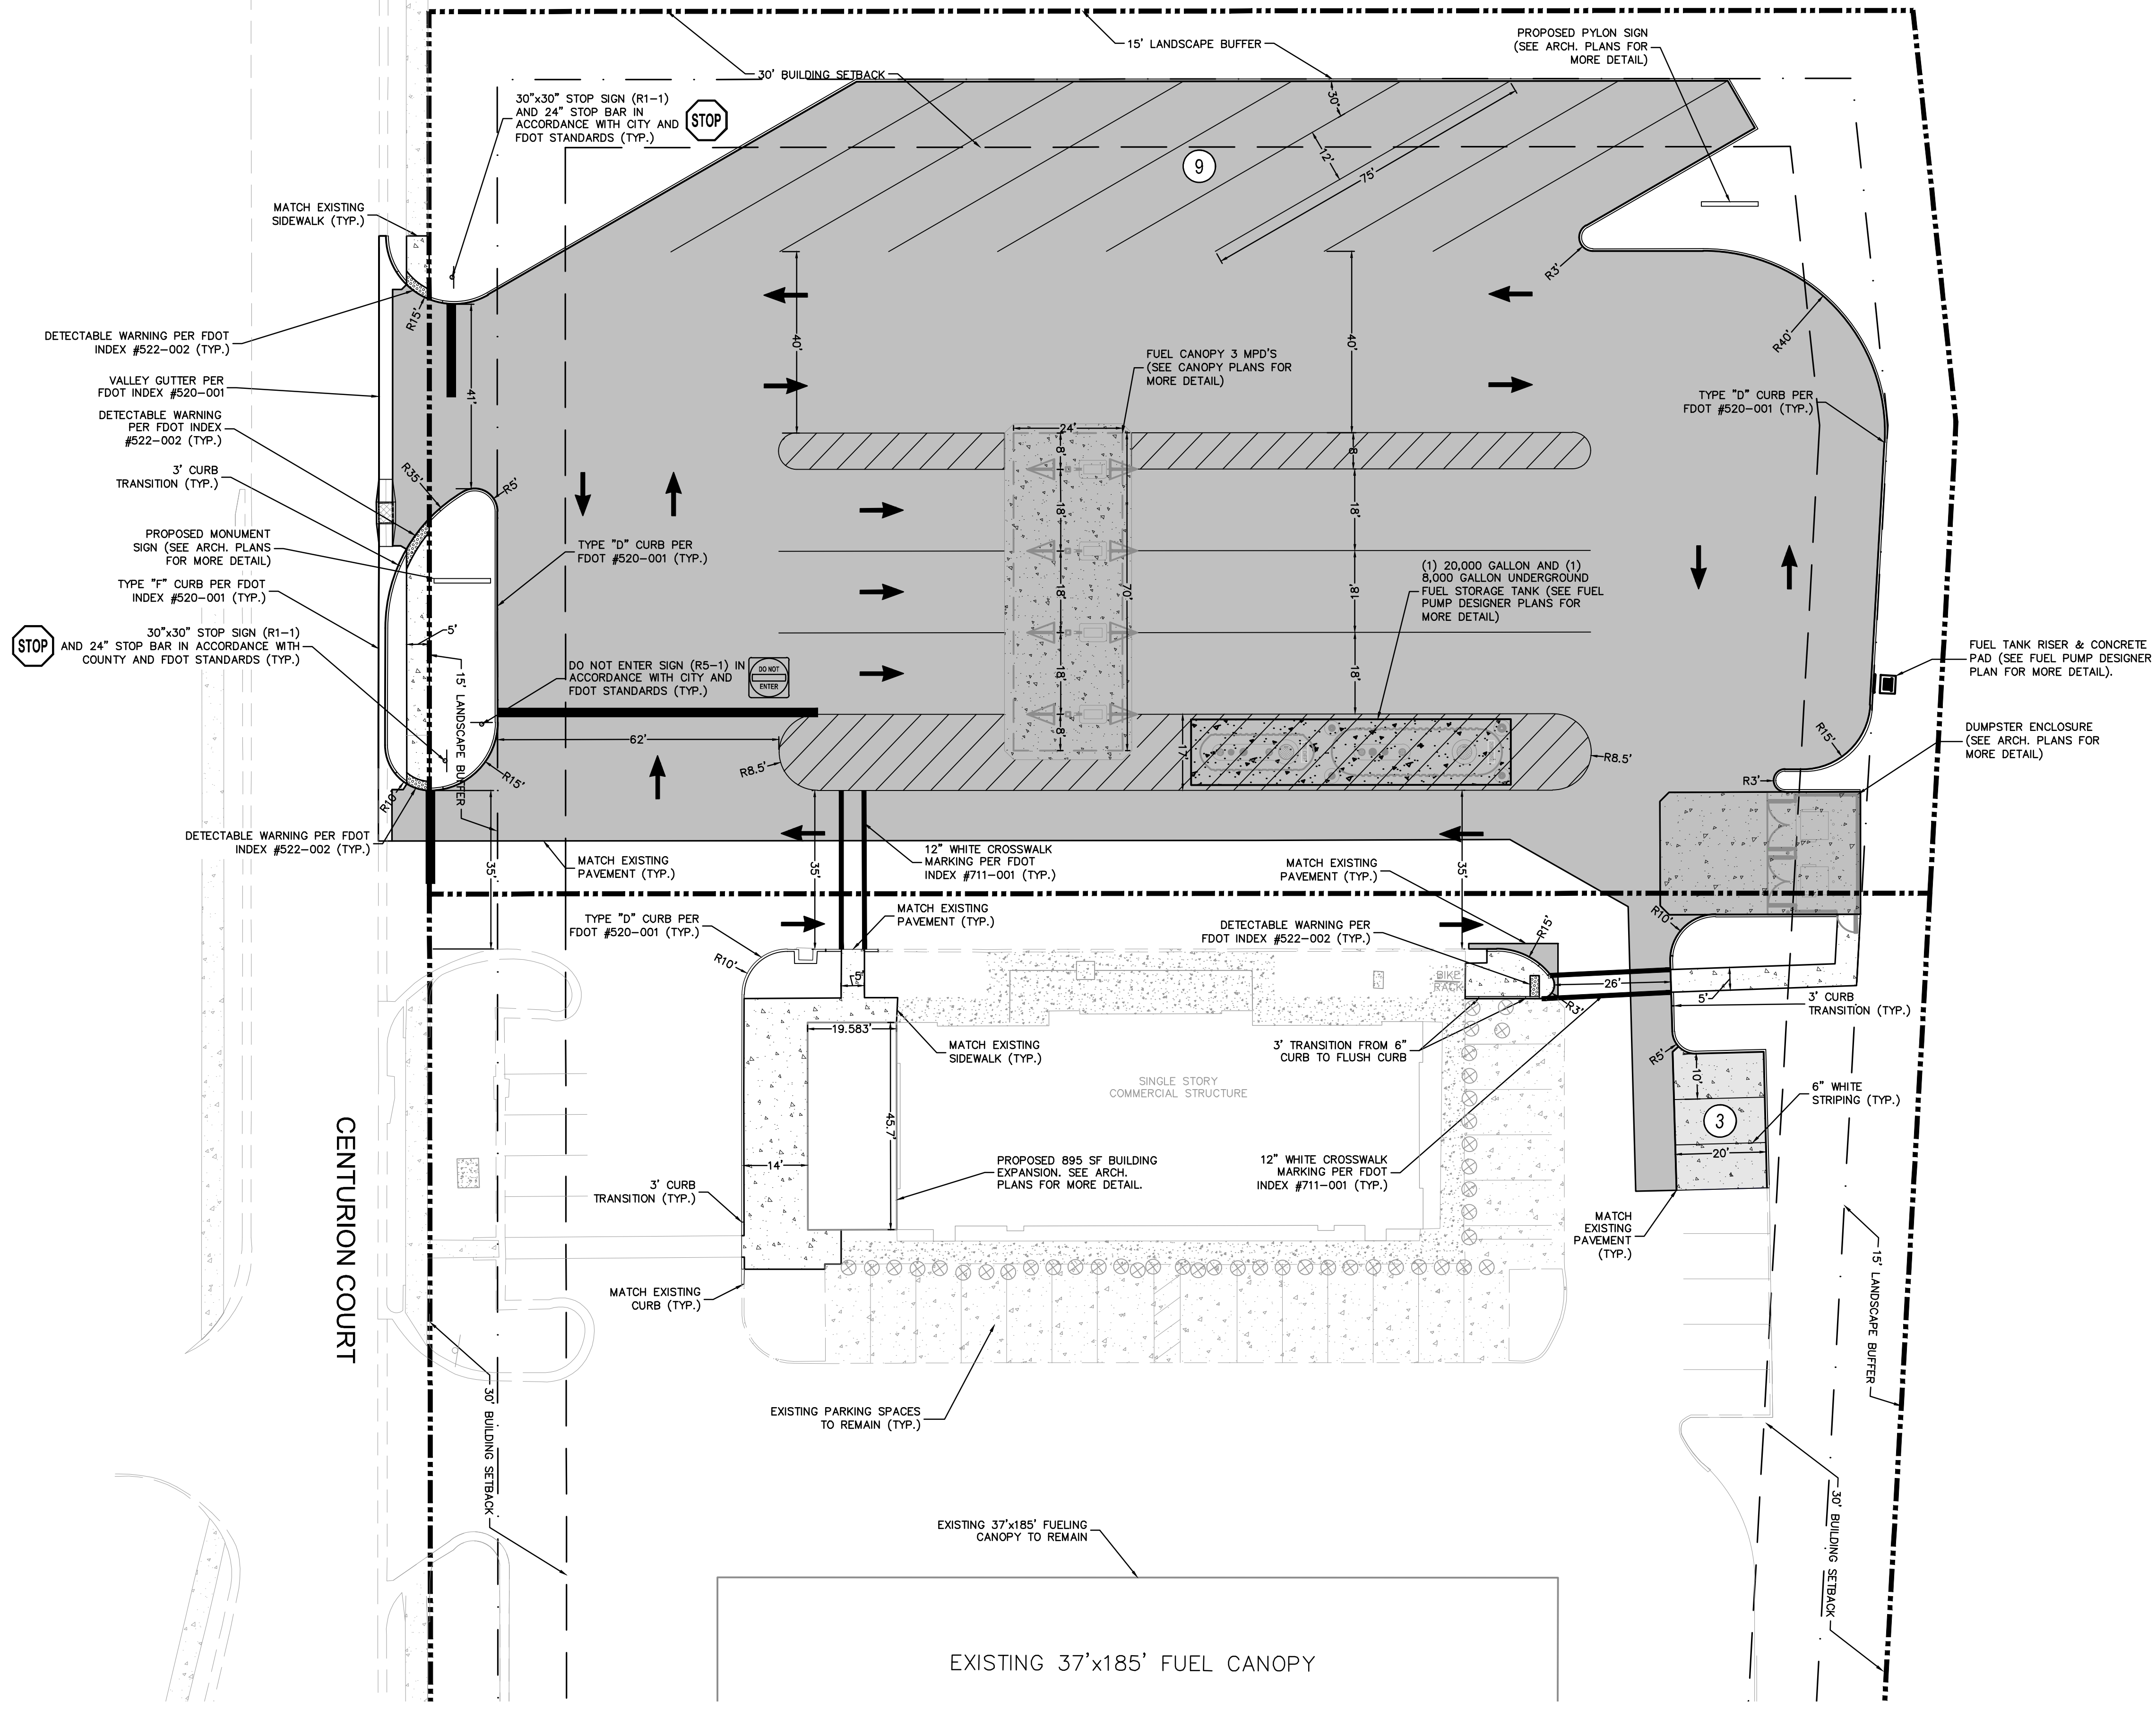 15' LANDSCAPE BUFFER
30' BUILDING SETBACK
PROPOSED PYLON SIGN
(SEE ARCH. PLANS FOR
MORE DETAIL)
30"x30" STOP SIGN (R1-1)
AND 24" STOP BAR IN
ACCORDANCE WITH CITY AND
FDOT STANDARDS (TYP.)
STOP
30'
12'
75'
9
MATCH EXISTING
SIDEWALK (TYP.)
R3'
R15'
R40'
DETECTABLE WARNING PER FDOT
INDEX #522-002 (TYP.)
40'
40'
41'
FUEL CANOPY 3 MPD'S
(SEE CANOPY PLANS FOR
MORE DETAIL)
VALLEY GUTTER PER
FDOT INDEX #520-001
TYPE "D" CURB PER
FDOT #520-001 (TYP.)
DETECTABLE WARNING
PER FDOT INDEX
#522-002 (TYP.)
24'
8'
8'
3' CURB
TRANSITION (TYP.)
R35'
R5'
18'
18'
PROPOSED MONUMENT
SIGN (SEE ARCH. PLANS
FOR MORE DETAIL)
TYPE "D" CURB PER
FDOT #520-001 (TYP.)
(1) 20,000 GALLON AND (1)
8,000 GALLON UNDERGROUND
FUEL STORAGE TANK (SEE FUEL
PUMP DESIGNER PLANS FOR
MORE DETAIL)
TYPE "F" CURB PER FDOT
INDEX #520-001 (TYP.)
18'
70'
18'
STOP
30"x30" STOP SIGN (R1-1)
AND 24" STOP BAR IN ACCORDANCE WITH
COUNTY AND FDOT STANDARDS (TYP.)
5'
15' LANDSCAPE BUFFER
DO NOT ENTER SIGN (R5-1) IN
ACCORDANCE WITH CITY AND
FDOT STANDARDS (TYP.)
DO NOT
ENTER
18'
18'
FUEL TANK RISER & CONCRETE
PAD (SEE FUEL PUMP DESIGNER
PLAN FOR MORE DETAIL).
62'
8'
17'
R8.5'
R8.5'
R15'
R3'
DUMPSTER ENCLOSURE
(SEE ARCH. PLANS FOR
MORE DETAIL)
R10'
R15'
DETECTABLE WARNING PER FDOT
INDEX #522-002 (TYP.)
35'
MATCH EXISTING
PAVEMENT (TYP.)
35'
12" WHITE CROSSWALK
MARKING PER FDOT
INDEX #711-001 (TYP.)
MATCH EXISTING
PAVEMENT (TYP.)
35'
TYPE "D" CURB PER
FDOT #520-001 (TYP.)
MATCH EXISTING
PAVEMENT (TYP.)
DETECTABLE WARNING PER
FDOT INDEX #522-002 (TYP.)
R15'
R10'
R10'
5'
BIKE
RACK
26'
5'
R3'
3' CURB
TRANSITION (TYP.)
19.583'
MATCH EXISTING
SIDEWALK (TYP.)
3' TRANSITION FROM 6"
CURB TO FLUSH CURB
R5'
10'
SINGLE STORY
COMMERCIAL STRUCTURE
6" WHITE
STRIPING (TYP.)
3
20'
45.7'
14'
PROPOSED 895 SF BUILDING
EXPANSION. SEE ARCH.
PLANS FOR MORE DETAIL.
12" WHITE CROSSWALK
MARKING PER FDOT
INDEX #711-001 (TYP.)
CENTURION COURT
3' CURB
TRANSITION (TYP.)
MATCH
EXISTING
PAVEMENT
(TYP.)
15' LANDSCAPE BUFFER
MATCH EXISTING
CURB (TYP.)
30' BUILDING SETBACK
EXISTING PARKING SPACES
TO REMAIN (TYP.)
30' BUILDING SETBACK
EXISTING 37'x185' FUELING
CANOPY TO REMAIN
EXISTING 37'x185' FUEL CANOPY